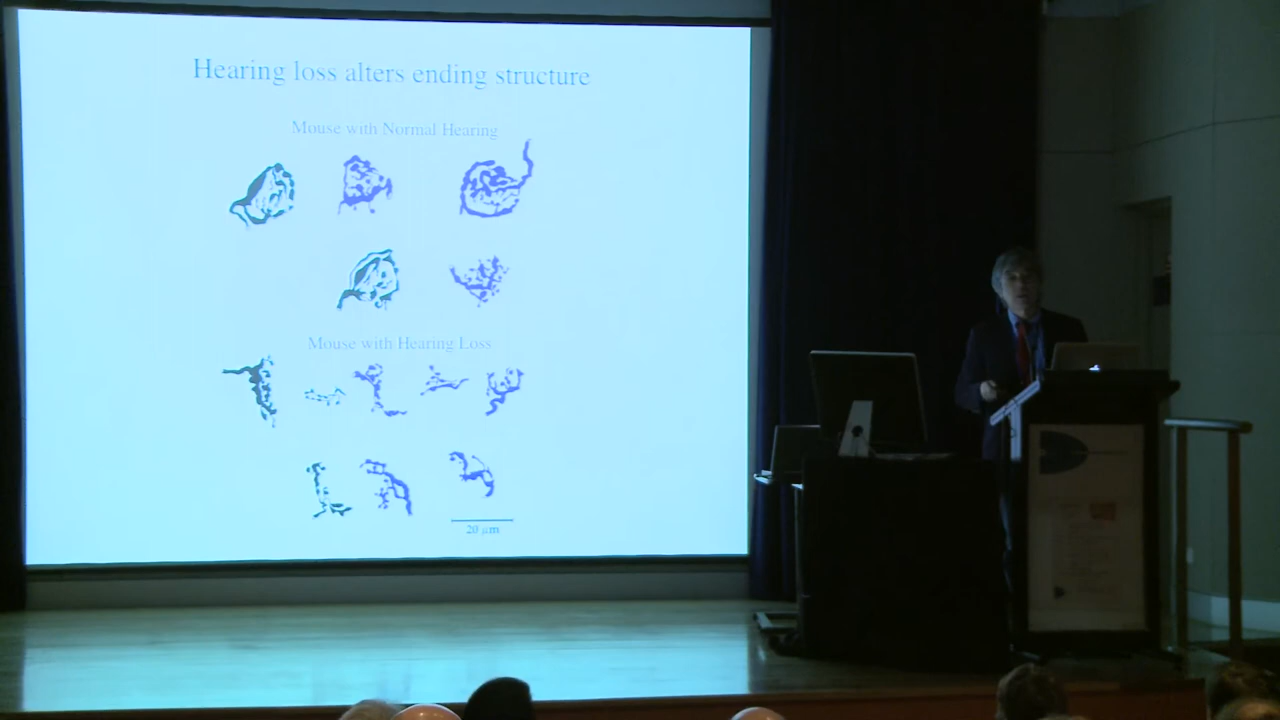 Hearing loss alters ending structure
Mouse with Normal Hearing
Mouse with Hearing Loss
20 μm